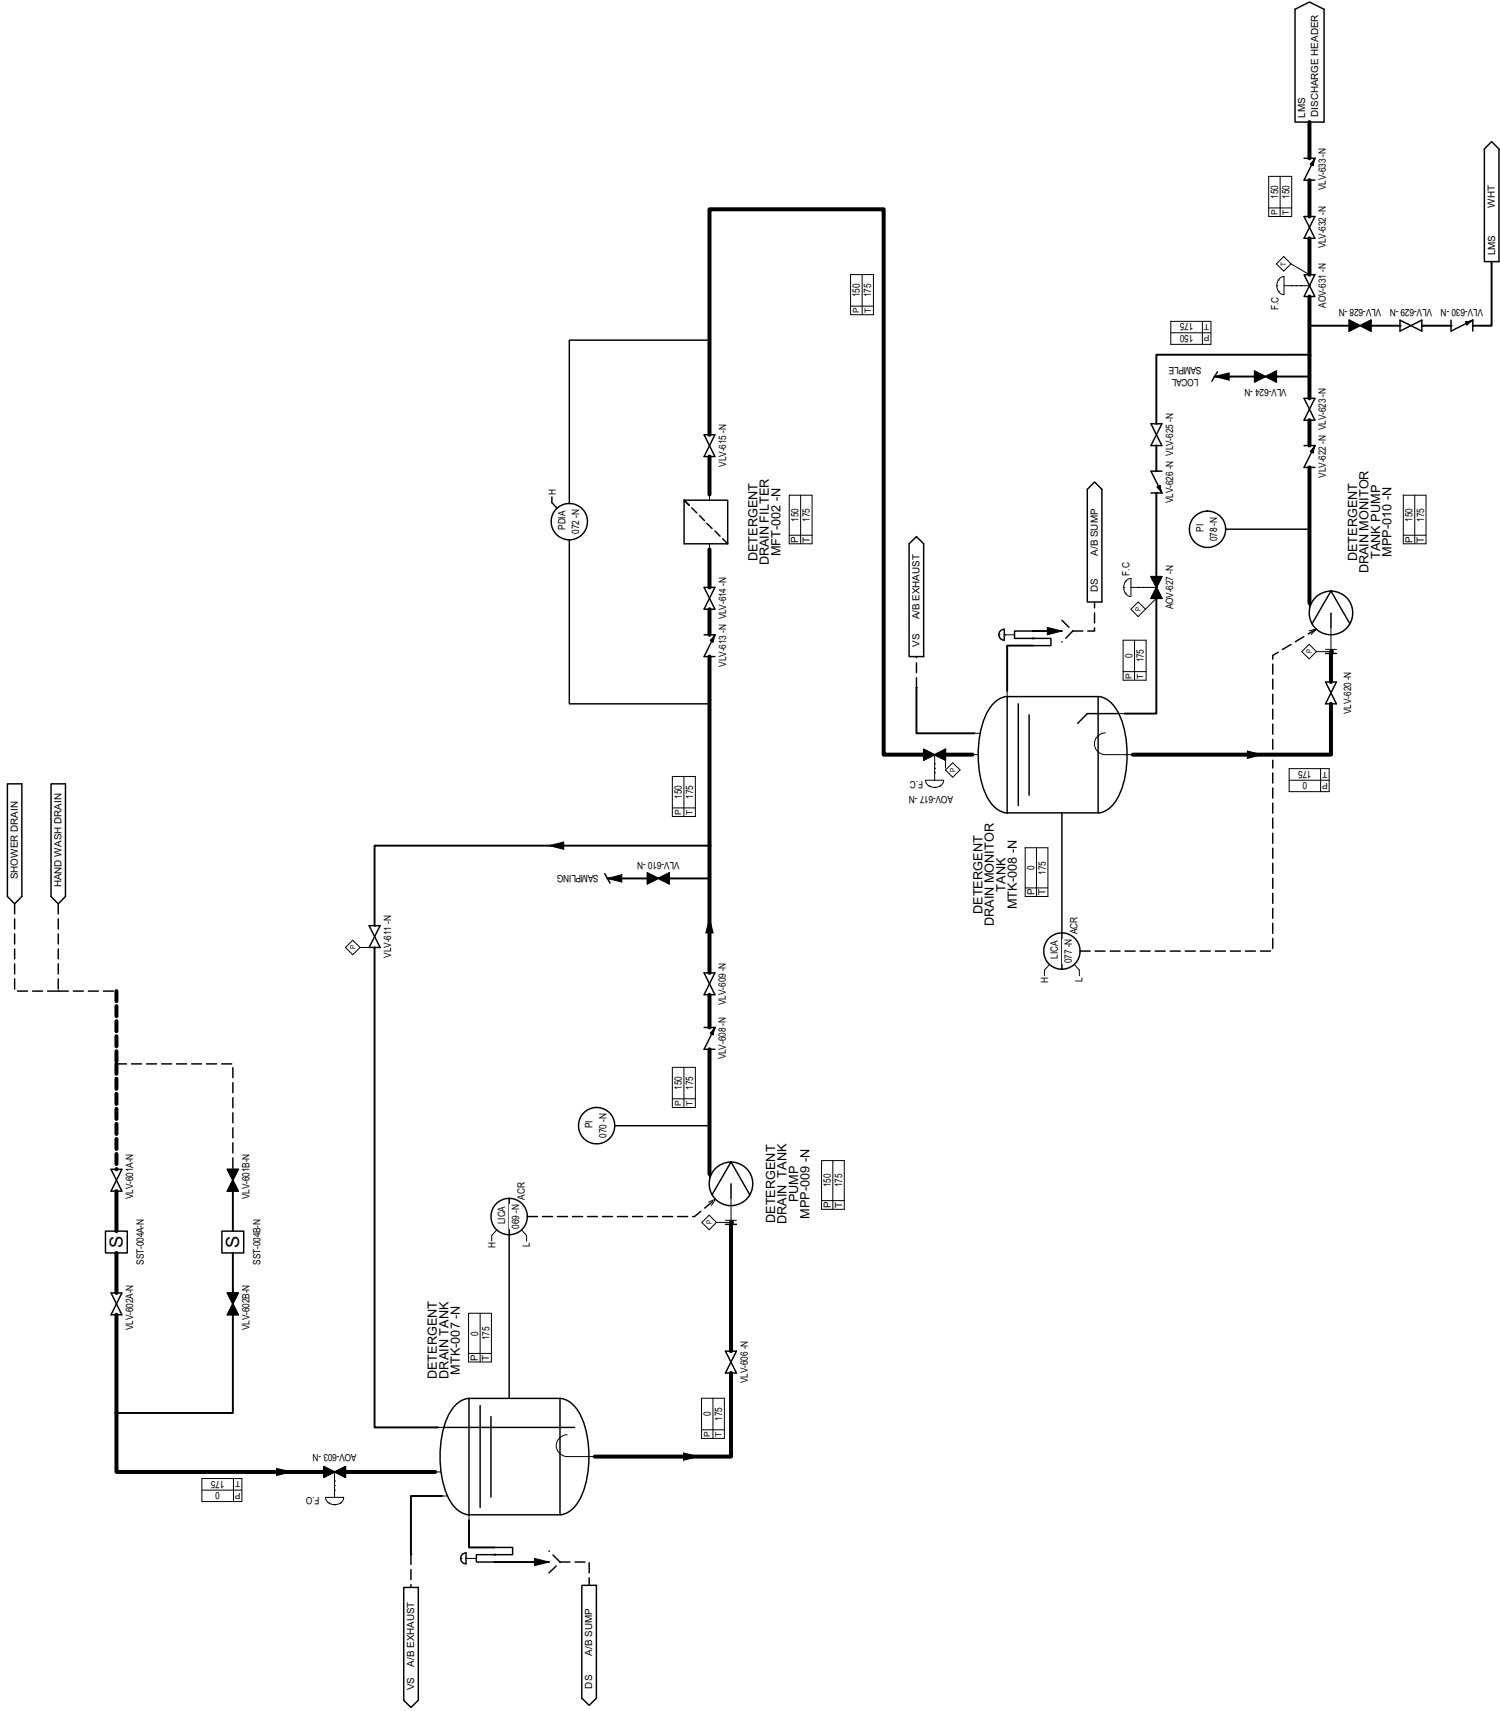 SHOWER DRAIN
HAND WASH DRAIN
VLV-601A-N
VLV-601B-N
SST-004A-N
S
SST-004B-N
S
VLV-602A-N
VLV-602B-N
P 0
T 175
AOV-603-N
F.O
VS A/B EXHAUST
DS A/B SUMP
DETERGENT
DRAIN TANK
MTK-007 -N
P 0
T 175
H
LICA
069 -N
ACR
L
P 0
T 175
VLV-606 -N
P
DETERGENT
DRAIN TANK
PUMP
MPP-009 -N
P 150
T 175
PI
070 -N
P 150
T 175
VLV-608 -N
VLV-609 -N
VLV-610 -N
SAMPLING
P
VLV-611 -N
P 150
T 175
VLV-613 -N
VLV-614 -N
H
PDIA
072 -N
DETERGENT
DRAIN FILTER
MFT-002 -N
P 150
T 175
VLV-615 -N
P 150
T 175
AOV-617 -N
F.C
P
VS A/B EXHAUST
DS A/B SUMP
DETERGENT
DRAIN MONITOR
TANK
MTK-008 -N
P 0
T 175
H
LICA
077 -N
ACR
L
P 0
T 175
P 0
T 175
VLV-620 -N
P
DETERGENT
DRAIN MONITOR
TANK PUMP
MPP-010 -N
P 150
T 175
PI
078 -N
VLV-622 -N
VLV-623 -N
VLV-624 -N
LOCAL
SAMPLE
VLV-625 -N
VLV-626 -N
AOV-627 -N
F.C
P
P 150
T 175
VLV-628 -N
VLV-629 -N
VLV-630 -N
LMS WHT
AOV-631 -N
F.C
T
VLV-632 -N
VLV-633 -N
P 150
T 150
LMS
DISCHARGE HEADER